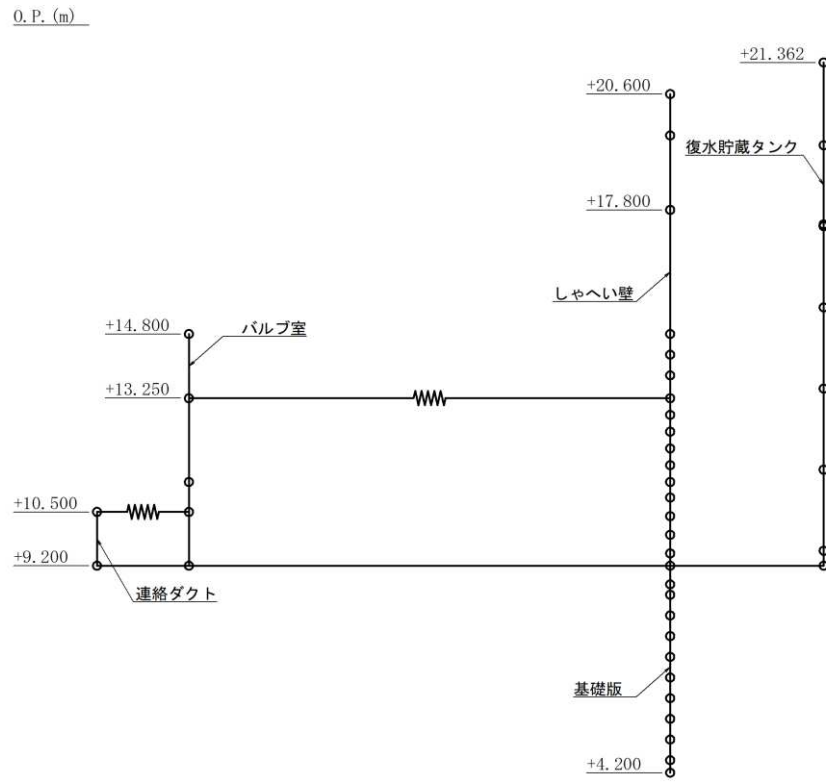 O.P.(m)
+21.362
+20.600
復水貯蔵タンク
+17.800
しゃへい壁
+14.800
バルブ室
+13.250
+10.500
+9.200
連絡ダクト
基礎版
+4.200